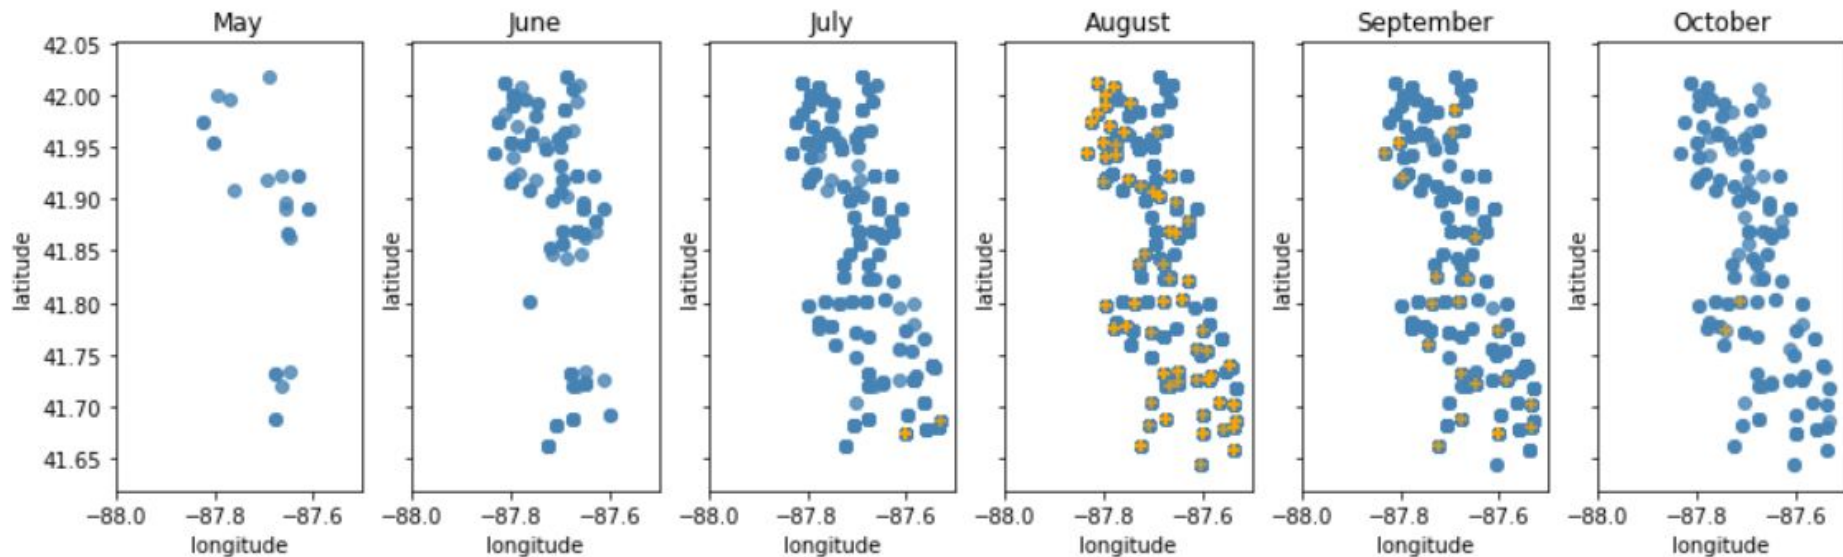 May June July August September October
42.05
42.00
41.95
41.90
41.85
41.80
41.75
41.70
41.65
latitude latitude latitude latitude latitude latitude
−88.0 −87.8 −87.6 −88.0 −87.8 −87.6 −88.0 −87.8 −87.6 −88.0 −87.8 −87.6 −88.0 −87.8 −87.6 −88.0 −87.8 −87.6
longitude longitude longitude longitude longitude longitude